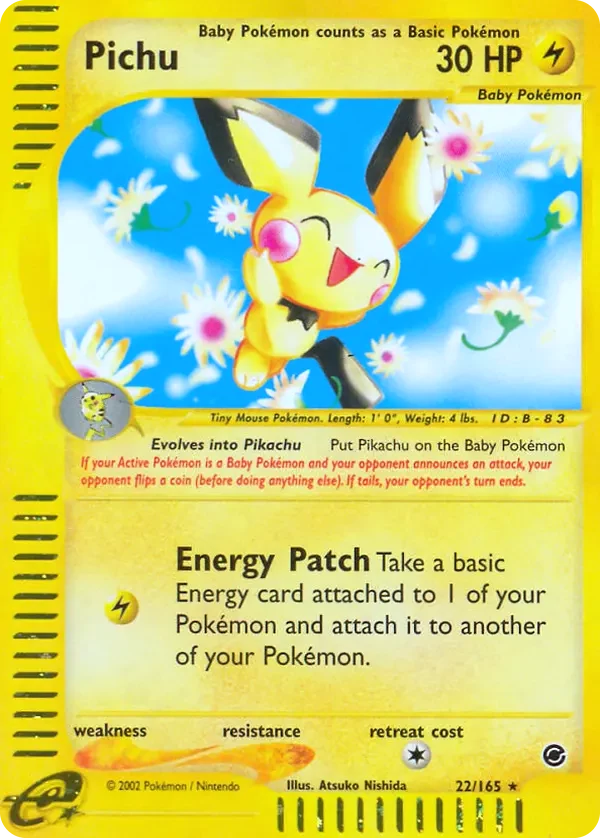 Baby Pokémon counts as a Basic Pokémon
Pichu 30 HP
Baby Pokémon
Tiny Mouse Pokémon. Length: 1' 0", Weight: 4 lbs. ID:B-83
Evolves into Pikachu Put Pikachu on the Baby Pokémon
If your Active Pokémon is a Baby Pokémon and your opponent announces an attack, your
opponent flips a coin (before doing anything else). If tails, your opponent's turn ends.
Energy Patch Take a basic
Energy card attached to 1 of your
Pokémon and attach it to another
of your Pokémon.
weakness resistance retreat cost
© 2002 Pokémon / Nintendo Illus. Atsuko Nishida 22/165 ★
e